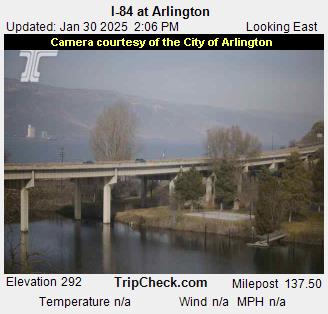 I-84 at Arlington
Updated: Jan 30 2025 2:06 PM Looking East
Camera courtesy of the City of Arlington
Elevation 292 TripCheck.com Milepost 137.50
Temperature n/a Wind n/a MPH n/a